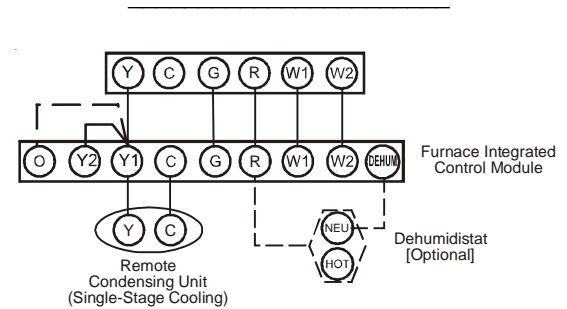 Y C G R W1 W2
O Y2 Y1 C G R W1 W2 DEHUM
Furnace Integrated
Control Module
Y C
NEU
HOT
Dehumidistat
[Optional]
Remote
Condensing Unit
(Single-Stage Cooling)